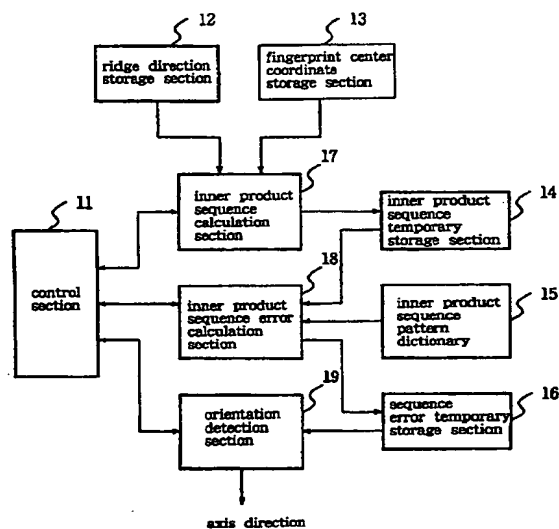 12
ridge direction
storage section
13
fingerprint center
coordinate
storage section
17
inner product
sequence
calculation
section
14
inner product
sequence
temporary
storage section
11
control
section
18
inner product
sequence error
calculation
section
15
inner product
sequence
pattern
dictionary
19
orientation
detection
section
16
sequence
error temporary
storage section
axis direction